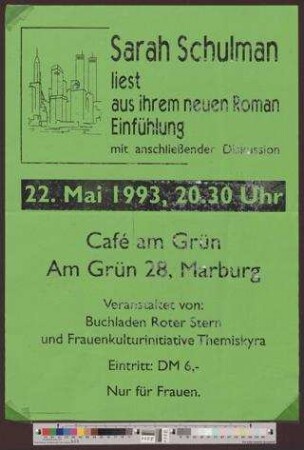 Sarah Schulman
liest
aus ihrem neuen Roman
Einfühlung
mit anschließender Diskussion
22. Mai 1993, 20.30 Uhr
Café am Grün
Am Grün 28, Marburg
Veranstaltet von:
Buchladen Roter Stern
und Frauenkulturinitiative Themiskyra
Eintritt: DM 6,-
Nur für Frauen.